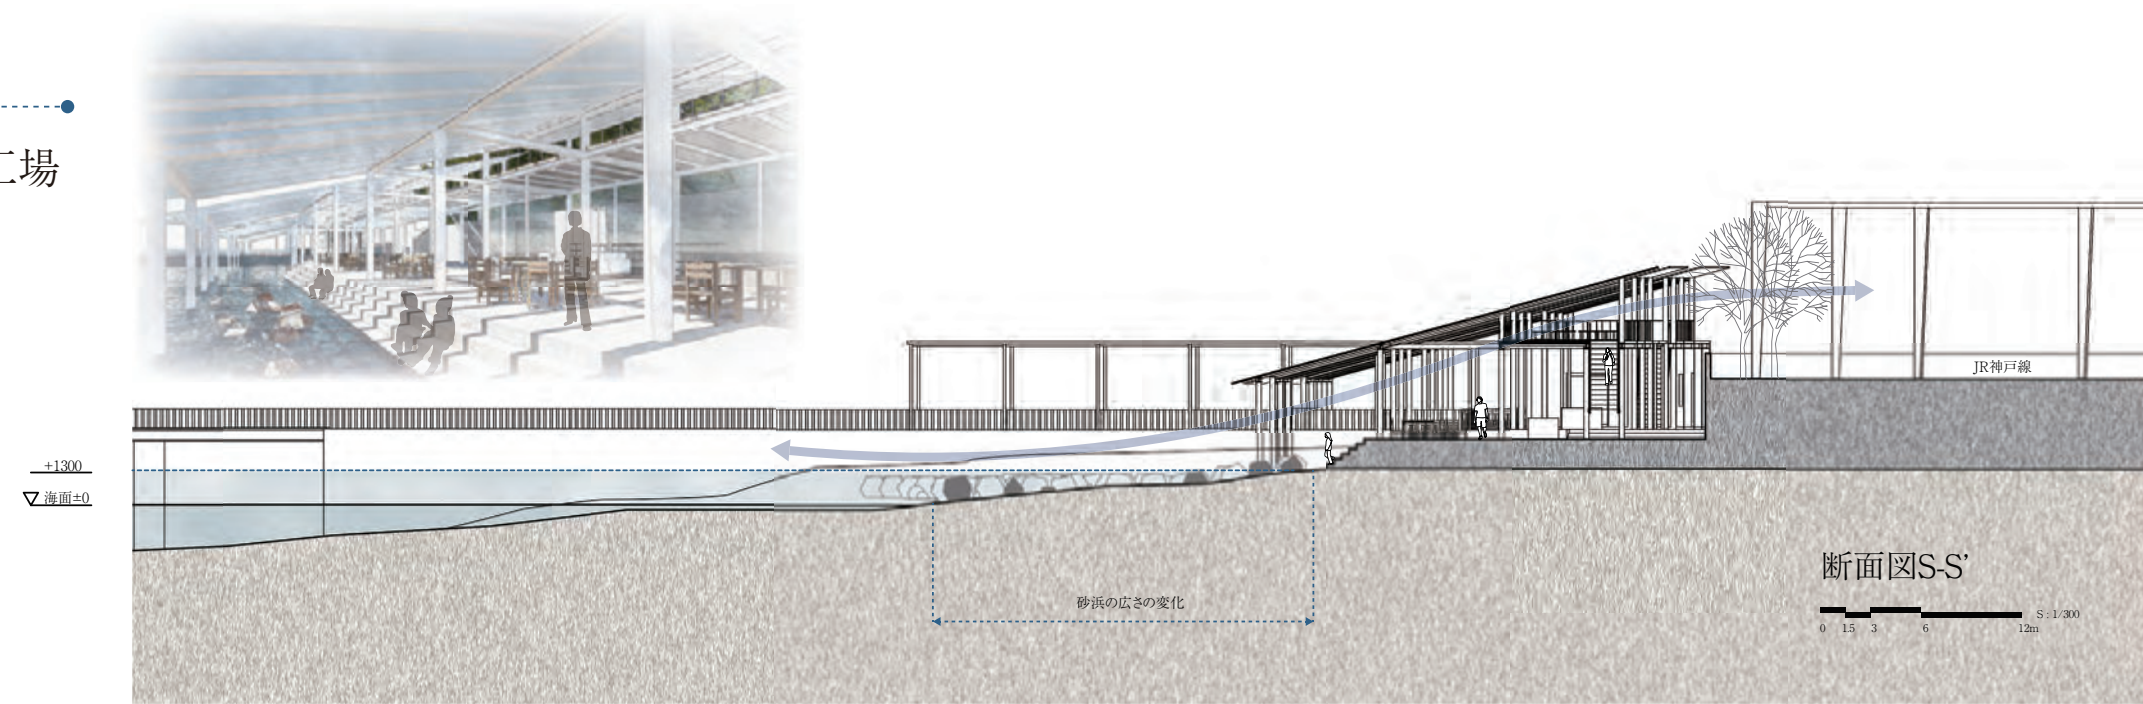 工場
+1300
海面±0
JR神戸線
砂浜の広さの変化
断面図S-S’
S : 1/300
0 1.5 3 6 12m